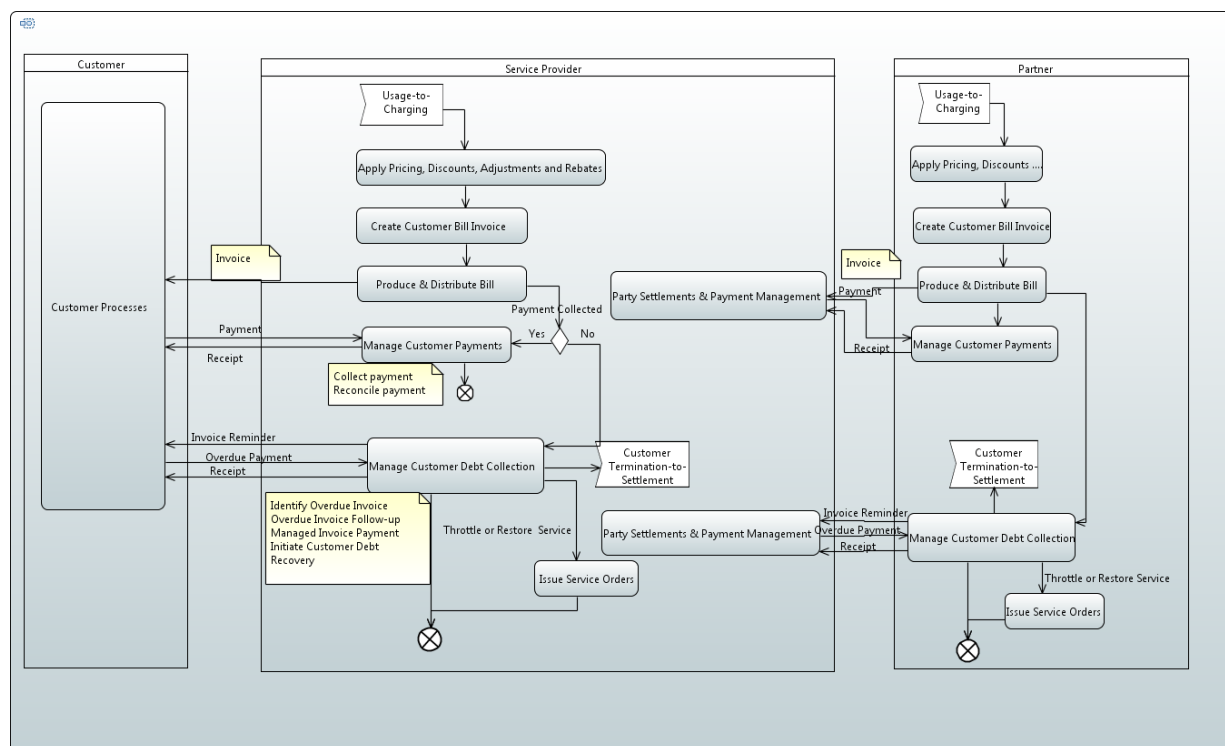 Customer
Customer Processes
Service Provider
Usage-to-
Charging
Apply Pricing, Discounts, Adjustments and Rebates
Create Customer Bill Invoice
Invoice
Produce & Distribute Bill
Payment Collected
Yes
No
Payment
Manage Customer Payments
Receipt
Collect payment
Reconcile payment
Invoice Reminder
Overdue Payment
Receipt
Manage Customer Debt Collection
Customer
Termination-to-
Settlement
Identify Overdue Invoice
Overdue Invoice Follow-up
Managed Invoice Payment
Initiate Customer Debt
Recovery
Throttle or Restore Service
Issue Service Orders
Party Settlements & Payment Management
Party Settlements & Payment Management
Partner
Usage-to-
Charging
Apply Pricing, Discounts ....
Create Customer Bill Invoice
Invoice
Produce & Distribute Bill
Payment
Manage Customer Payments
Receipt
Customer
Termination-to-
Settlement
Invoice Reminder
Overdue Payment
Receipt
Manage Customer Debt Collection
Throttle or Restore Service
Issue Service Orders